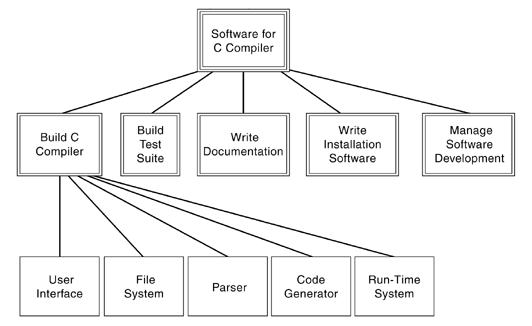 Software for
C Compiler
Build C
Compiler
Build
Test
Suite
Write
Documentation
Write
Installation
Software
Manage
Software
Development
User
Interface
File
System
Parser
Code
Generator
Run-Time
System